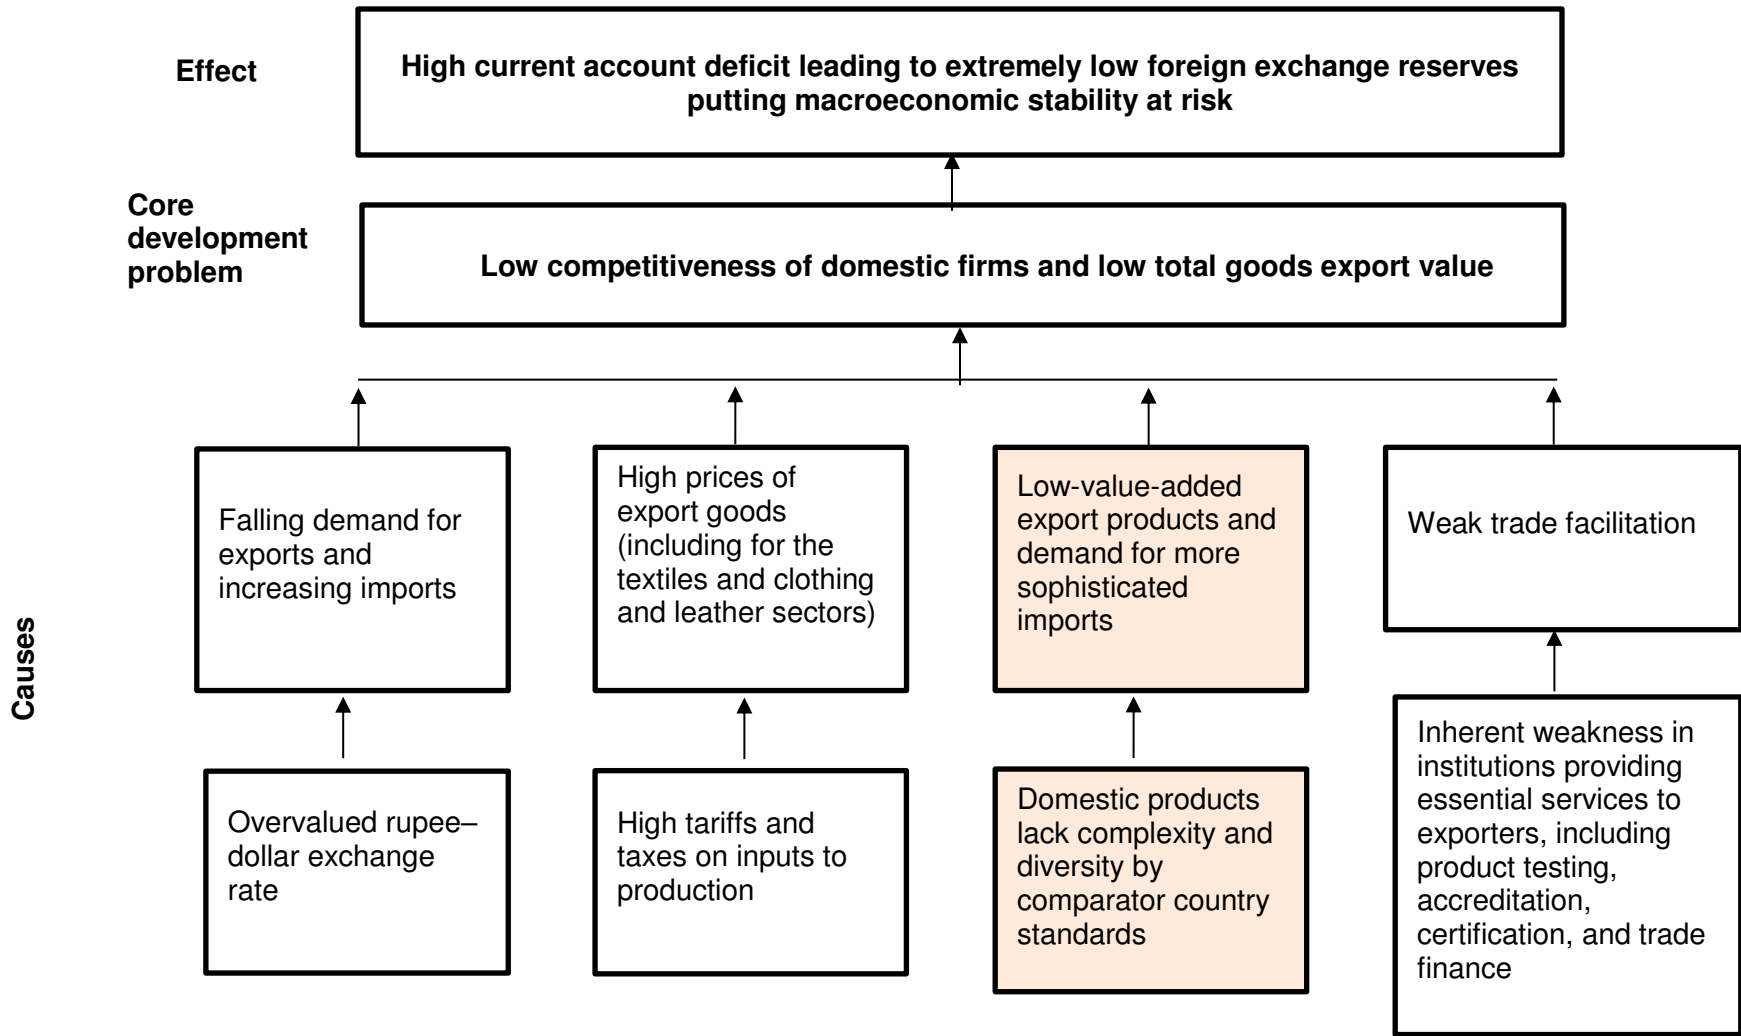 Effect
High current account deficit leading to extremely low foreign exchange reserves
putting macroeconomic stability at risk
Core
development
problem
Low competitiveness of domestic firms and low total goods export value
Causes
Falling demand for
exports and
increasing imports
High prices of
export goods
(including for the
textiles and clothing
and leather sectors)
Low-value-added
export products and
demand for more
sophisticated
imports
Weak trade facilitation
Overvalued rupee–
dollar exchange
rate
High tariffs and
taxes on inputs to
production
Domestic products
lack complexity and
diversity by
comparator country
standards
Inherent weakness in
institutions providing
essential services to
exporters, including
product testing,
accreditation,
certification, and trade
finance